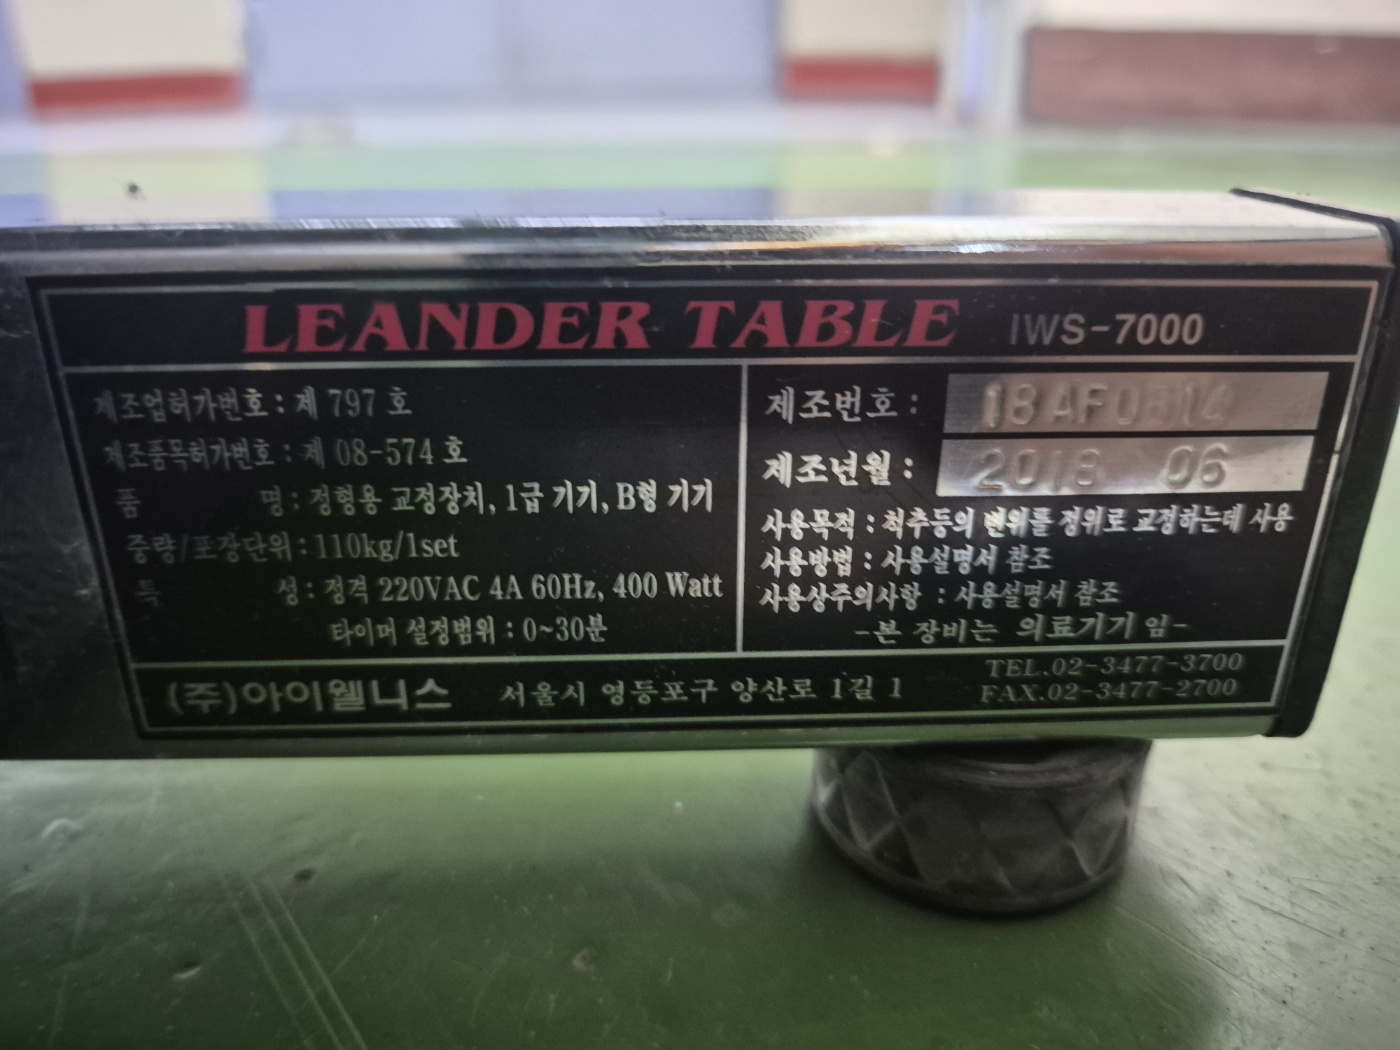 LEANDER TABLE IWS-7000
제조업허가번호 : 제 797 호
제조품목허가번호 : 제 08-574 호
품 명 : 정형용 교정장치, 1급 기기, B형 기기
중량/포장단위 : 110kg/1set
특 성 : 정격 220VAC 4A 60Hz, 400 Watt
타이머 설정범위 : 0~30분
제조번호 : 18AF0814
제조년월 : 2018 06
사용목적 : 척추등의 변위를 정위로 교정하는데 사용
사용방법 : 사용설명서 참조
사용상주의사항 : 사용설명서 참조
-본 장비는 의료기기 임-
(주)아이웰니스 서울시 영등포구 양산로 1길 1
TEL.02-3477-3700
FAX.02-3477-2700